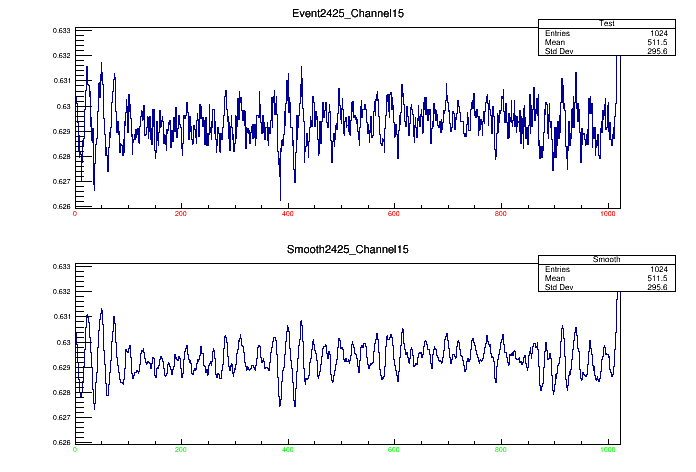 Event2425_Channel15
Test
Entries 1024
Mean 511.5
Std Dev 295.6
0.633
0.632
0.631
0.63
0.629
0.628
0.627
0.626
0 200 400 600 800 1000
Smooth2425_Channel15
Smooth
Entries 1024
Mean 511.5
Std Dev 295.6
0.633
0.632
0.631
0.63
0.629
0.628
0.627
0.626
0 200 400 600 800 1000